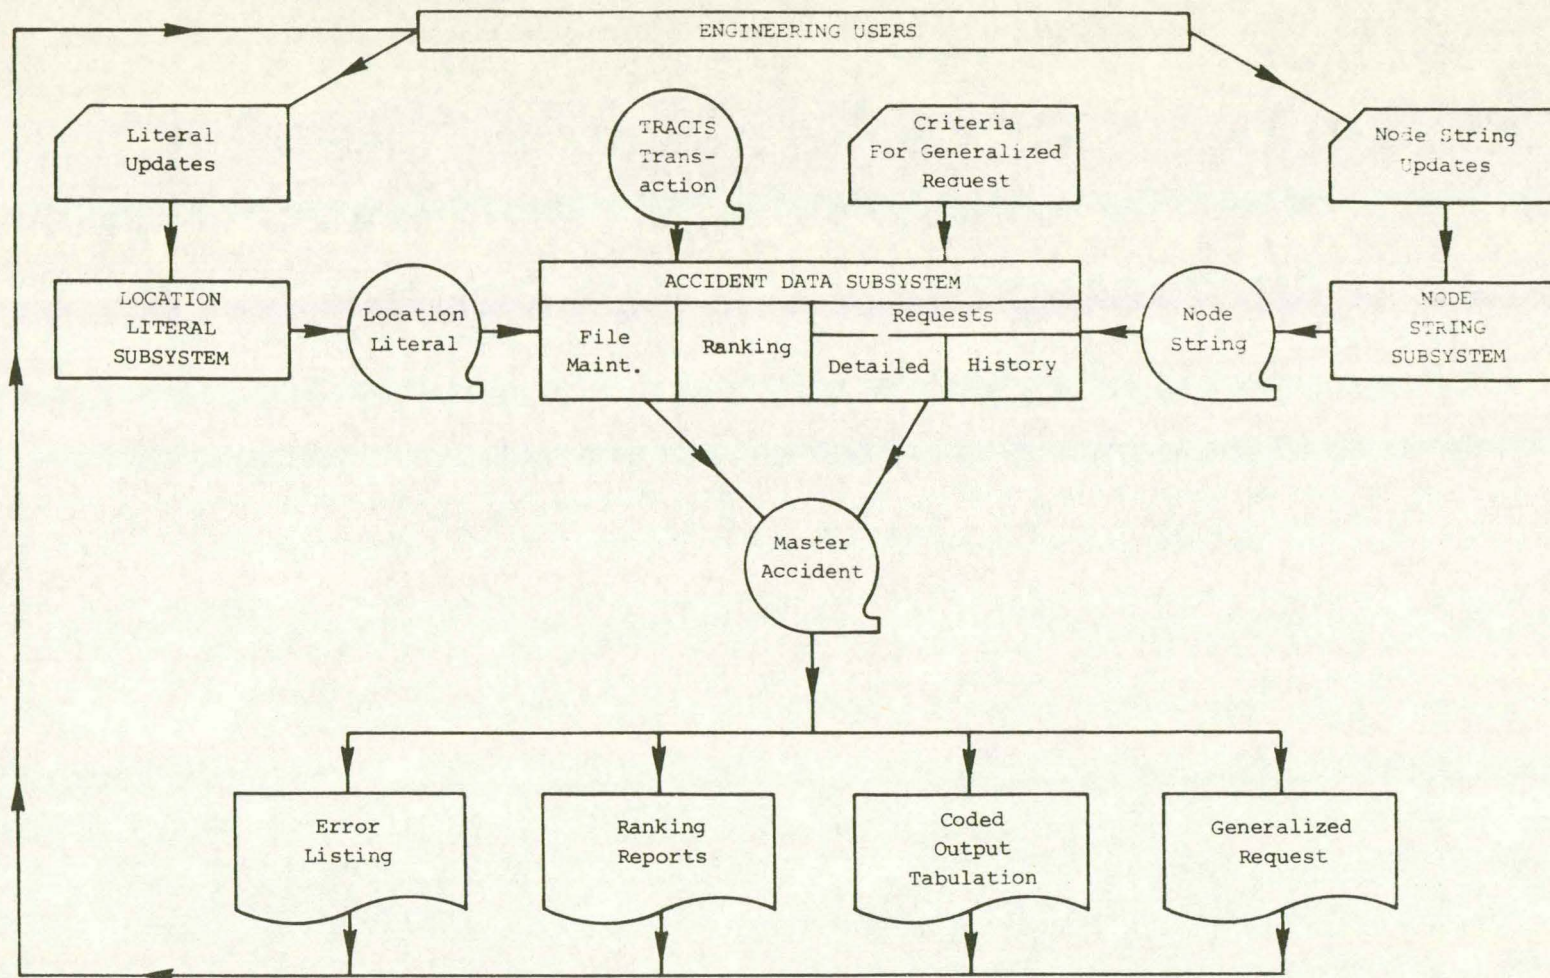 ENGINEERING USERS
Literal
Updates
TRACIS
Trans-
action
Criteria
For Generalized
Request
Node String
Updates
LOCATION
LITERAL
SUBSYSTEM
Location
Literal
ACCIDENT DATA SUBSYSTEM
File
Maint.
Ranking
Requests
Detailed
History
Node
String
NODE
STRING
SUBSYSTEM
Master
Accident
Error
Listing
Ranking
Reports
Coded
Output
Tabulation
Generalized
Request